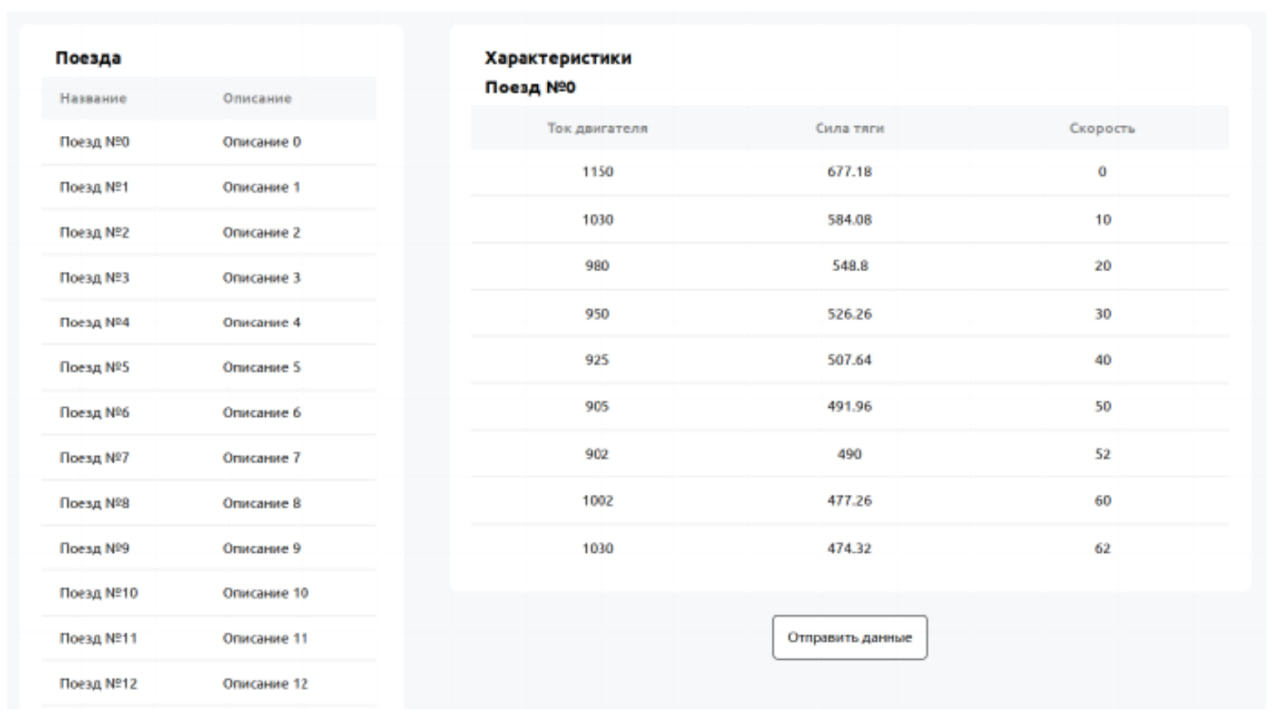 Поезда
Название Описание
Поезд №0 Описание 0
Поезд №1 Описание 1
Поезд №2 Описание 2
Поезд №3 Описание 3
Поезд №4 Описание 4
Поезд №5 Описание 5
Поезд №6 Описание 6
Поезд №7 Описание 7
Поезд №8 Описание 8
Поезд №9 Описание 9
Поезд №10 Описание 10
Поезд №11 Описание 11
Поезд №12 Описание 12
Характеристики
Поезд №0
Ток двигателя Сила тяги Скорость
1150 677.18 0
1030 584.08 10
980 548.8 20
950 526.26 30
925 507.64 40
905 491.96 50
902 490 52
1002 477.26 60
1030 474.32 62
Отправить данные